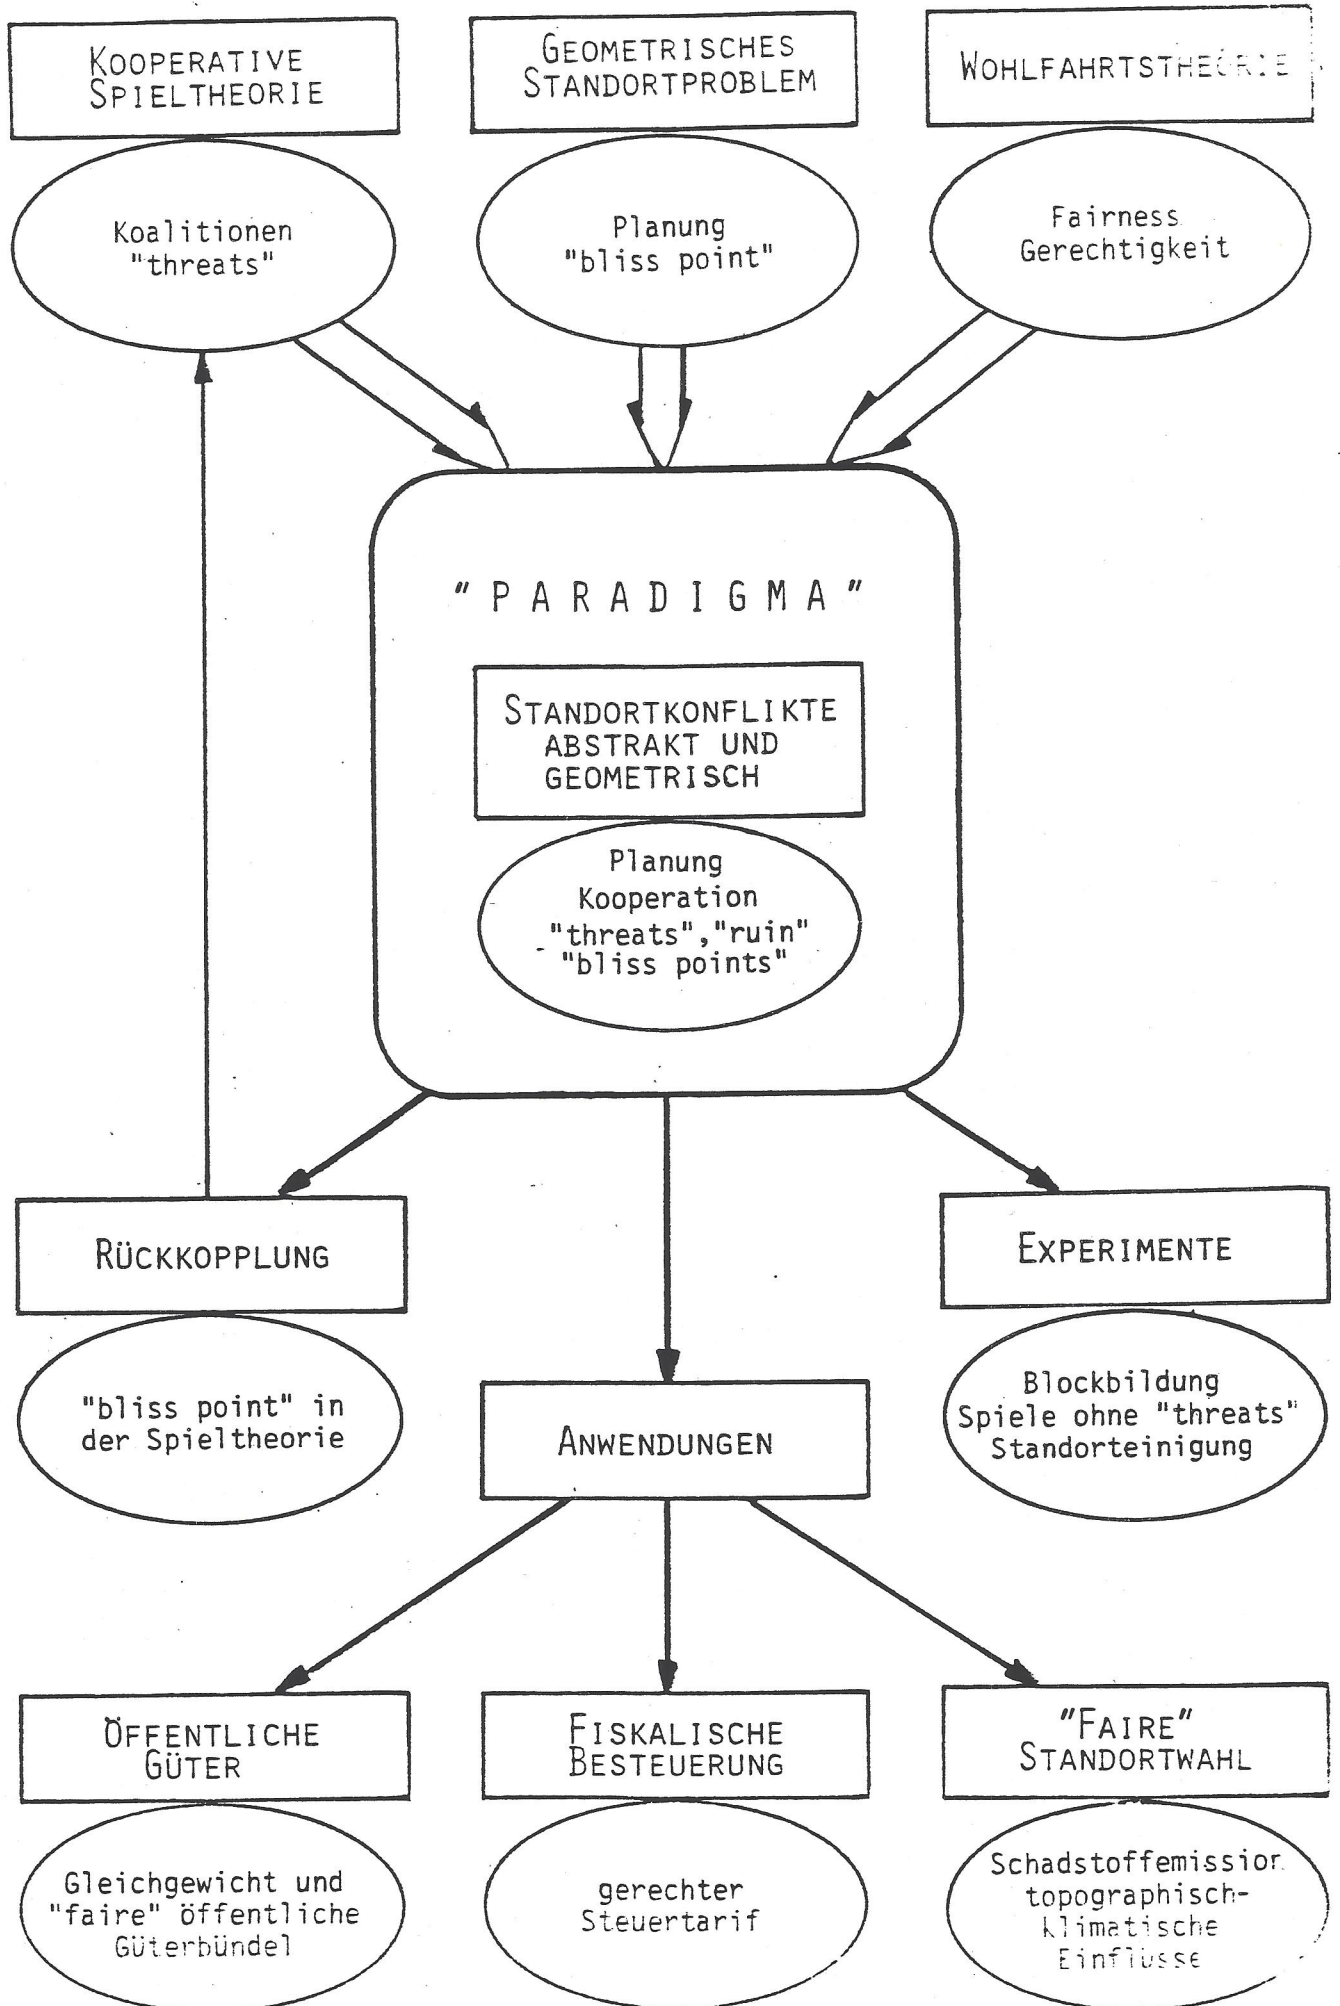 KOOPERATIVE
SPIELTHEORIE
GEOMETRISCHES
STANDORTPROBLEM
WOHLFAHRTSTHEORIE
Koalitionen
"threats"
Planung
"bliss point"
Fairness
Gerechtigkeit
"PARADIGMA"
STANDORTKONFLIKTE
ABSTRAKT UND
GEOMETRISCH
Planung
Kooperation
"threats","ruin"
"bliss points"
RÜCKKOPPLUNG
EXPERIMENTE
"bliss point" in
der Spieltheorie
Blockbildung
Spiele ohne "threats"
Standorteinigung
ANWENDUNGEN
ÖFFENTLICHE
GÜTER
FISKALISCHE
BESTEUERUNG
"FAIRE"
STANDORTWAHL
Gleichgewicht und
"faire" öffentliche
Güterbündel
gerechter
Steuertarif
Schadstoffemission
topographisch-
klimatische
Einflüsse